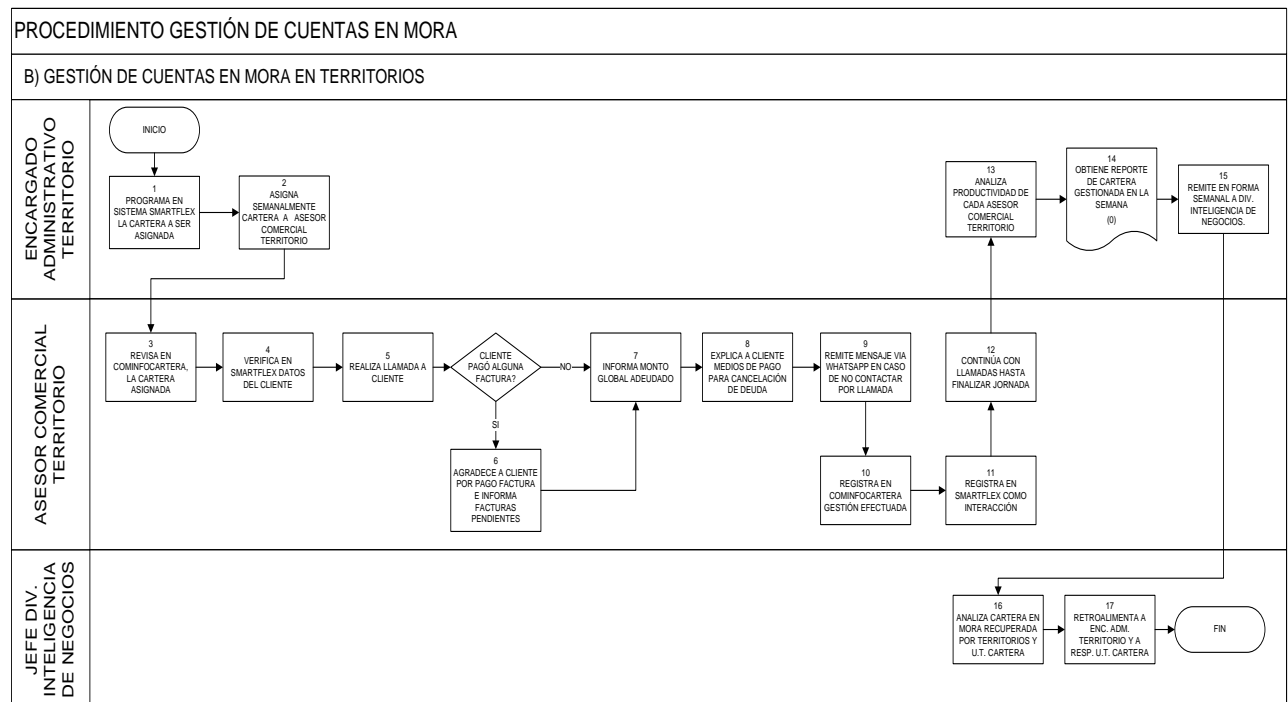 PROCEDIMIENTO GESTIÓN DE CUENTAS EN MORA
B) GESTIÓN DE CUENTAS EN MORA EN TERRITORIOS
ENCARGADO
ADMINISTRATIVO
TERRITORIO
INICIO
1
PROGRAMA EN
SISTEMA SMARTFLEX
LA CARTERA A SER
ASIGNADA
2
ASIGNA
SEMANALMENTE
CARTERA A ASESOR
COMERCIAL
TERRITORIO
13
ANALIZA
PRODUCTIVIDAD DE
CADA ASESOR
COMERCIAL
TERRITORIO
14
OBTIENE REPORTE
DE CARTERA
GESTIONADA EN LA
SEMANA
(0)
15
REMITE EN FORMA
SEMANAL A DIV.
INTELIGENCIA DE
NEGOCIOS.
ASESOR COMERCIAL
TERRITORIO
3
REVISA EN
COMINFOCARTERA,
LA CARTERA
ASIGNADA
4
VERIFICA EN
SMARTFLEX DATOS
DEL CLIENTE
5
REALIZA LLAMADA A
CLIENTE
CLIENTE
PAGÓ ALGUNA
FACTURA?
NO
SI
6
AGRADECE A CLIENTE
POR PAGO FACTURA
E INFORMA
FACTURAS
PENDIENTES
7
INFORMA MONTO
GLOBAL ADEUDADO
8
EXPLICA A CLIENTE
MEDIOS DE PAGO
PARA CANCELACIÓN
DE DEUDA
9
REMITE MENSAJE VIA
WHATSAPP EN CASO
DE NO CONTACTAR
POR LLAMADA
10
REGISTRA EN
COMINFOCARTERA
GESTIÓN EFECTUADA
11
REGISTRA EN
SMARTFLEX COMO
INTERACCIÓN
12
CONTINÚA CON
LLAMADAS HASTA
FINALIZAR JORNADA
JEFE DIV.
INTELIGENCIA
DE NEGOCIOS
16
ANALIZA CARTERA EN
MORA RECUPERADA
POR TERRITORIOS Y
U.T. CARTERA
17
RETROALIMENTA A
ENC. ADM.
TERRITORIO Y A
RESP. U.T. CARTERA
FIN